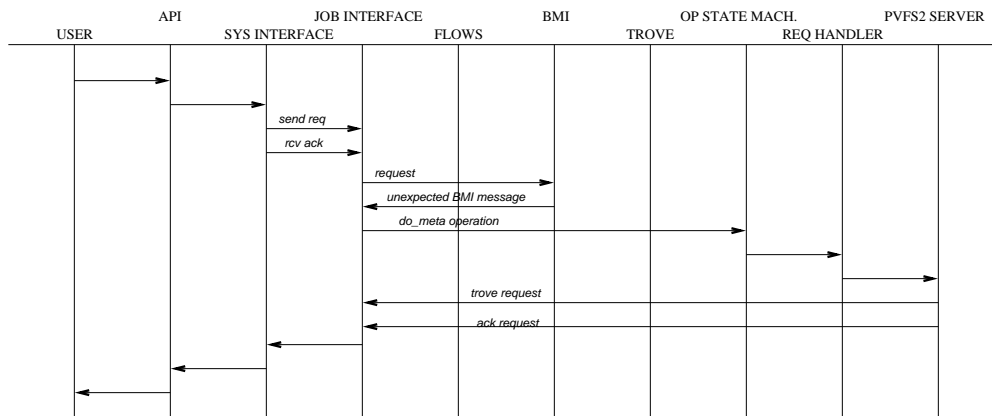 API JOB INTERFACE BMI OP STATE MACH. PVFS2 SERVER
USER SYS INTERFACE FLOWS TROVE REQ HANDLER
send req
rcv ack
request
unexpected BMI message
do_meta operation
trove request
ack request